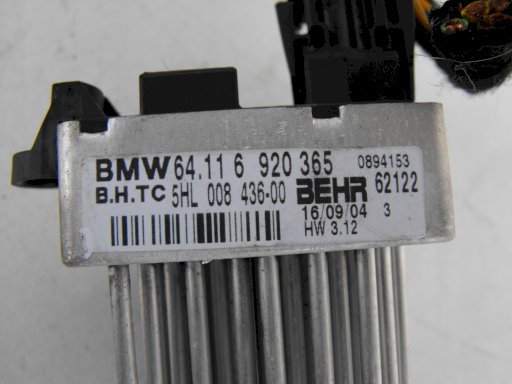 BMW 64.11 6 920 365 0894153
B.H.TC 5HL 008 436-00 BEHR 62122
16/09/04 3
HW 3.12